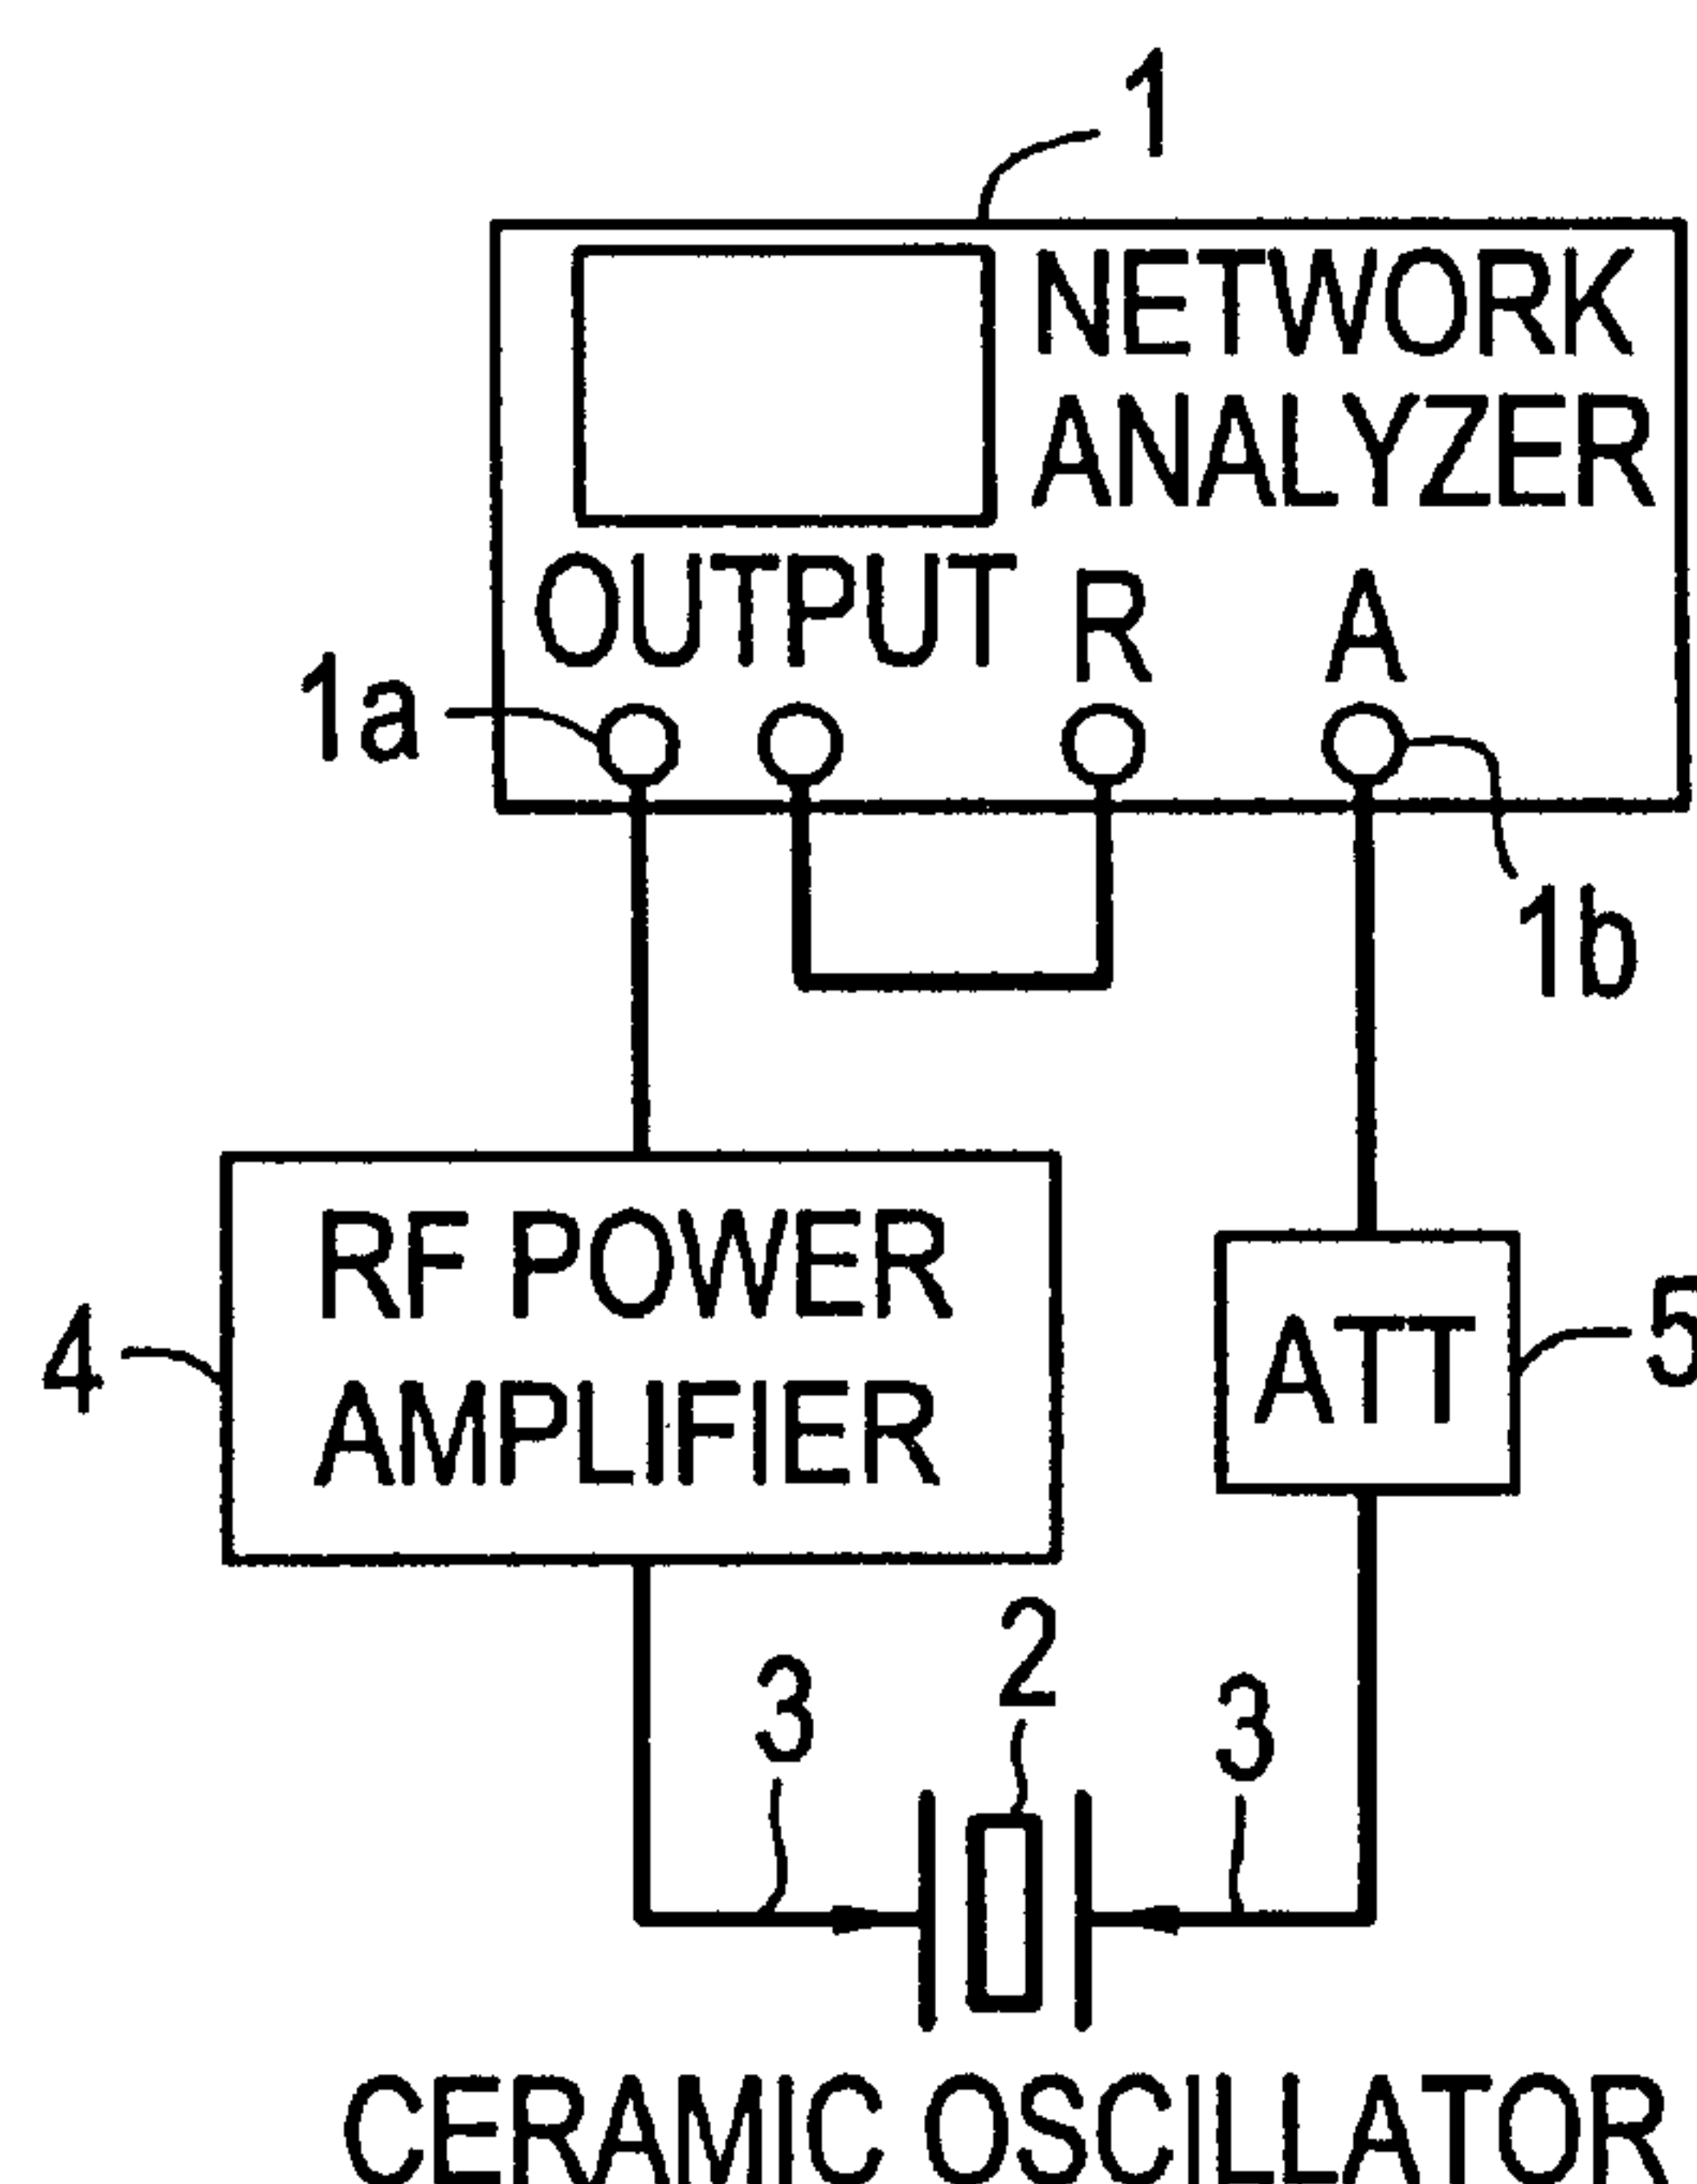 1
NETWORK
ANALYZER
OUTPUT R A
1a
1b
RF POWER
AMPLIFIER
4
ATT
5
2
3
3
CERAMIC OSCILLATOR